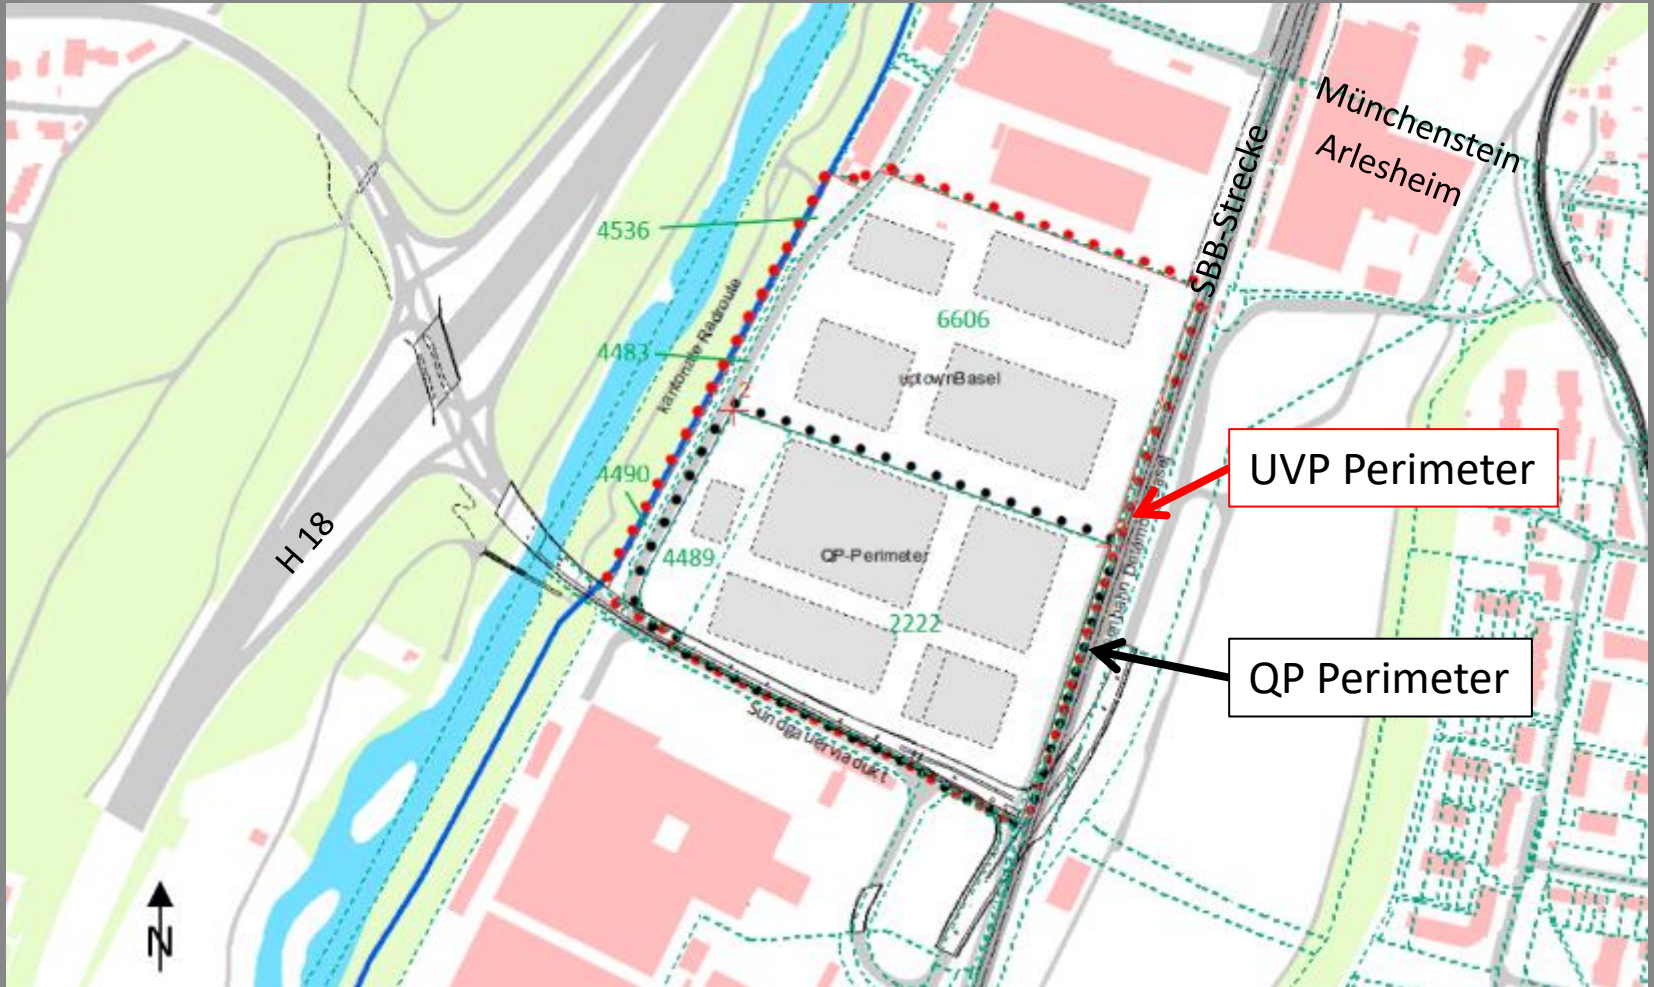 Münchenstein
Arlesheim
SBB-Strecke
4536
kantonale Radroute
6606
4483
uptownBasel
2
UVP Perimeter
4490
H 18
4489
QP-Perimeter
2222
QP Perimeter
Sundgauerviadukt
N